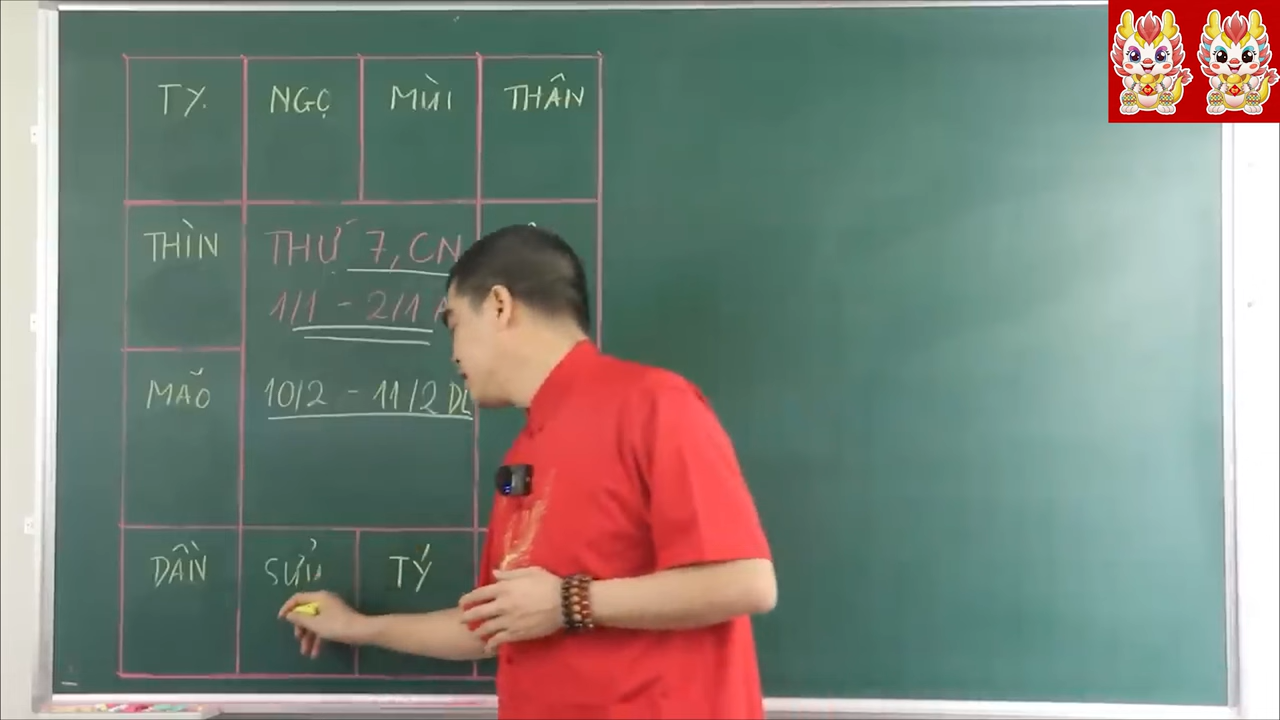 TỴ NGỌ MÙI THÂN
THÌN THỨ 7, CN
1/1 - 2/1
MÃO 10/2 - 11/2 DL
DẦN SỬU TÝ